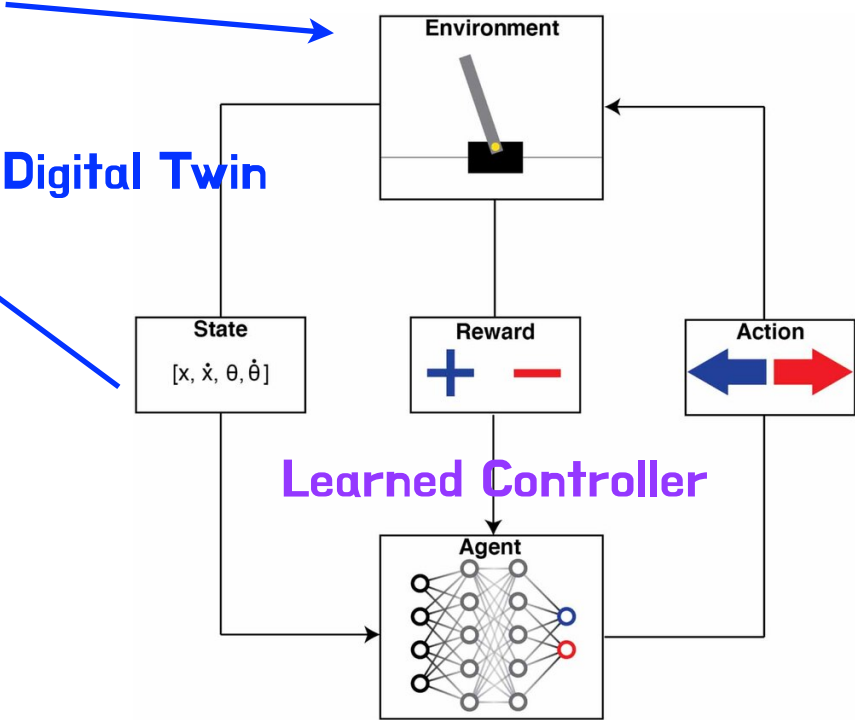 Environment
Digital Twin
State
[x, ẋ, θ, θ̇]
Reward
+ −
Action
Learned Controller
Agent